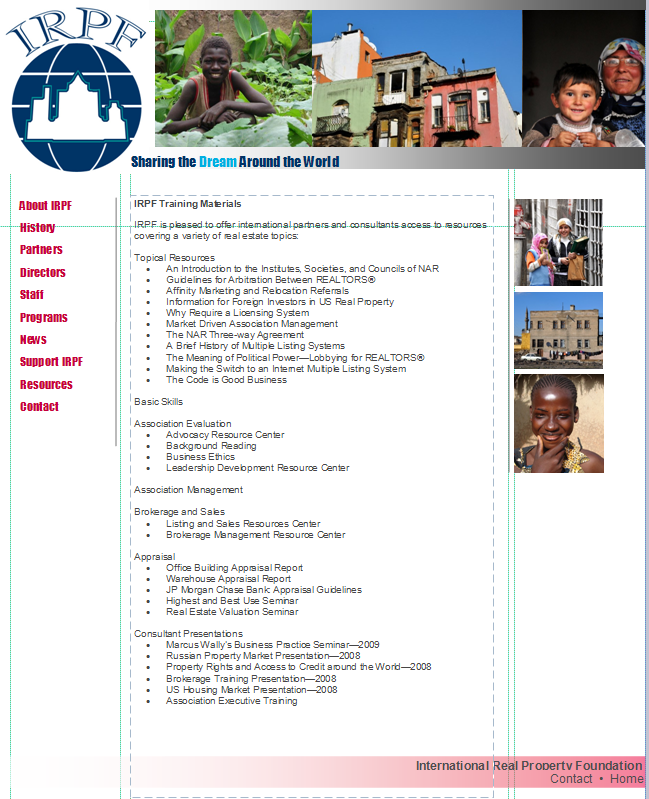 IRPF
Sharing the Dream Around the World
About IRPF
History
Partners
Directors
Staff
Programs
News
Support IRPF
Resources
Contact
IRPF Training Materials
IRPF is pleased to offer international partners and consultants access to resources
covering a variety of real estate topics:
Topical Resources
• An Introduction to the Institutes, Societies, and Councils of NAR
• Guidelines for Arbitration Between REALTORS®
• Affinity Marketing and Relocation Referrals
• Information for Foreign Investors in US Real Property
• Why Require a Licensing System
• Market Driven Association Management
• The NAR Three-way Agreement
• A Brief History of Multiple Listing Systems
• The Meaning of Political Power—Lobbying for REALTORS®
• Making the Switch to an Internet Multiple Listing System
• The Code is Good Business
Basic Skills
Association Evaluation
• Advocacy Resource Center
• Background Reading
• Business Ethics
• Leadership Development Resource Center
Association Management
Brokerage and Sales
• Listing and Sales Resources Center
• Brokerage Management Resource Center
Appraisal
• Office Building Appraisal Report
• Warehouse Appraisal Report
• JP Morgan Chase Bank: Appraisal Guidelines
• Highest and Best Use Seminar
• Real Estate Valuation Seminar
Consultant Presentations
• Marcus Wally's Business Practice Seminar—2009
• Russian Property Market Presentation—2008
• Property Rights and Access to Credit around the World—2008
• Brokerage Training Presentation—2008
• US Housing Market Presentation—2008
• Association Executive Training
International Real Property Foundation
Contact • Home